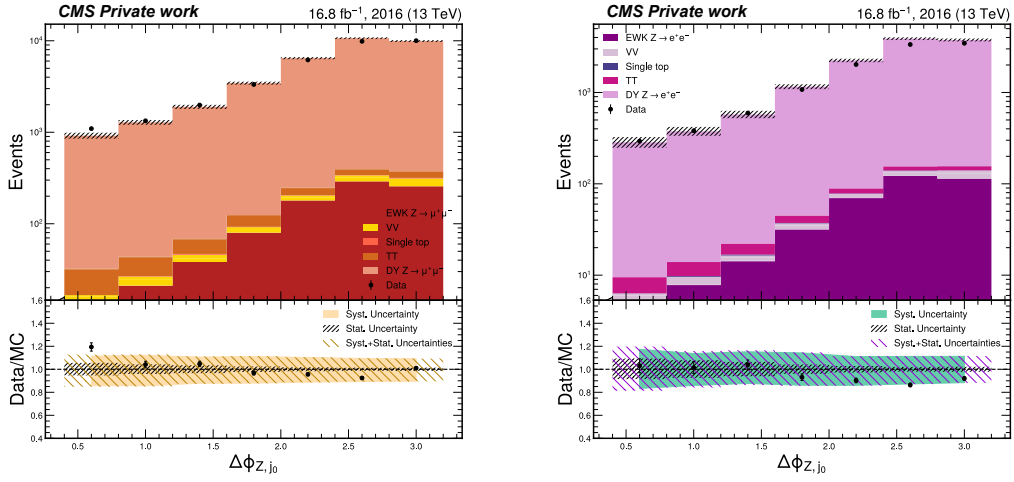 CMS Private work
16.8 fb⁻¹, 2016 (13 TeV)
10⁴
10³
10²
Events
EWK Z → μ⁺μ⁻
VV
Single top
TT
DY Z → μ⁺μ⁻
Data
1.6
1.4
1.2
1.0
0.8
0.6
0.4
Data/MC
Syst. Uncertainty
Stat. Uncertainty
Syst.+Stat. Uncertainties
0.5 1.0 1.5 2.0 2.5 3.0
Δϕ_Z, j₀
CMS Private work
16.8 fb⁻¹, 2016 (13 TeV)
EWK Z → e⁺e⁻
VV
Single top
TT
DY Z → e⁺e⁻
Data
10³
10²
10¹
Events
1.6
1.4
1.2
1.0
0.8
0.6
0.4
Data/MC
Syst. Uncertainty
Stat. Uncertainty
Syst.+Stat. Uncertainties
0.5 1.0 1.5 2.0 2.5 3.0
Δϕ_Z, j₀